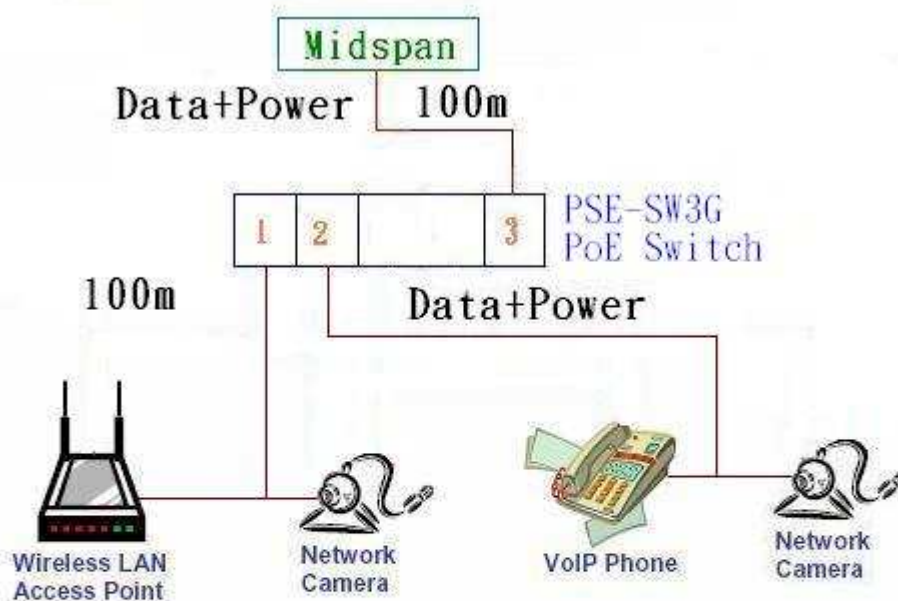 Midspan
Data+Power 100m
1 2 3
PSE-SW3G
PoE Switch
100m
Data+Power
Wireless LAN
Access Point
Network
Camera
VoIP Phone
Network
Camera